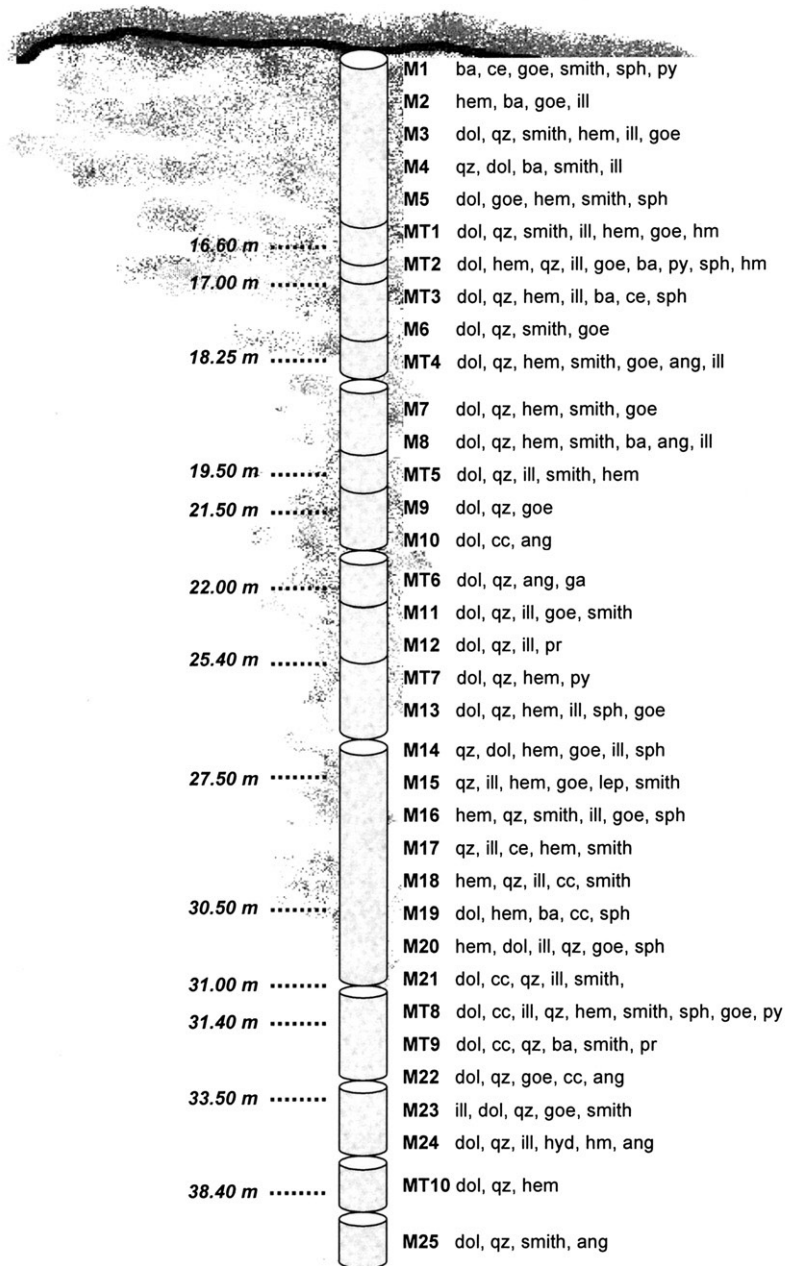 M1 ba, ce, goe, smith, sph, py
M2 hem, ba, goe, ill
M3 dol, qz, smith, hem, ill, goe
M4 qz, dol, ba, smith, ill
M5 dol, goe, hem, smith, sph
MT1 dol, qz, smith, ill, hem, goe, hm
16.60 m ........
MT2 dol, hem, qz, ill, goe, ba, py, sph, hm
17.00 m ........
MT3 dol, qz, hem, ill, ba, ce, sph
M6 dol, qz, smith, goe
18.25 m ........
MT4 dol, qz, hem, smith, goe, ang, ill
M7 dol, qz, hem, smith, goe
M8 dol, qz, hem, smith, ba, ang, ill
19.50 m ........
MT5 dol, qz, ill, smith, hem
21.50 m ........
M9 dol, qz, goe
M10 dol, cc, ang
MT6 dol, qz, ang, ga
22.00 m ........
M11 dol, qz, ill, goe, smith
M12 dol, qz, ill, pr
25.40 m ........
MT7 dol, qz, hem, py
M13 dol, qz, hem, ill, sph, goe
M14 qz, dol, hem, goe, ill, sph
27.50 m ........
M15 qz, ill, hem, goe, lep, smith
M16 hem, qz, smith, ill, goe, sph
M17 qz, ill, ce, hem, smith
M18 hem, qz, ill, cc, smith
30.50 m ........
M19 dol, hem, ba, cc, sph
M20 hem, dol, ill, qz, goe, sph
M21 dol, cc, qz, ill, smith,
31.00 m ........
MT8 dol, cc, ill, qz, hem, smith, sph, goe, py
31.40 m ........
MT9 dol, cc, qz, ba, smith, pr
M22 dol, qz, goe, cc, ang
33.50 m ........
M23 ill, dol, qz, goe, smith
M24 dol, qz, ill, hyd, hm, ang
MT10 dol, qz, hem
38.40 m ........
M25 dol, qz, smith, ang